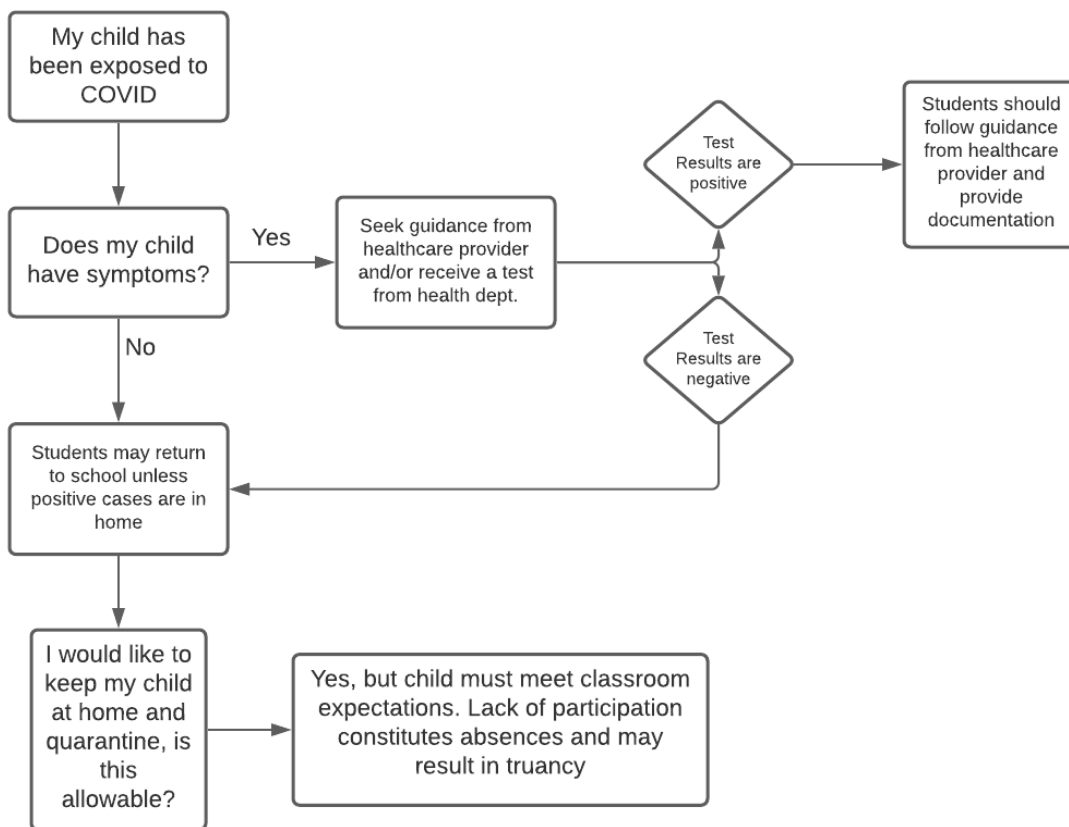 My child has
been exposed to
COVID
Does my child
have symptoms?
Yes
Seek guidance from
healthcare provider
and/or receive a test
from health dept.
Test
Results are
positive
Students should
follow guidance
from healthcare
provider and
provide
documentation
Test
Results are
negative
No
Students may return
to school unless
positive cases are in
home
I would like to
keep my child
at home and
quarantine, is
this
allowable?
Yes, but child must meet classroom
expectations. Lack of participation
constitutes absences and may
result in truancy